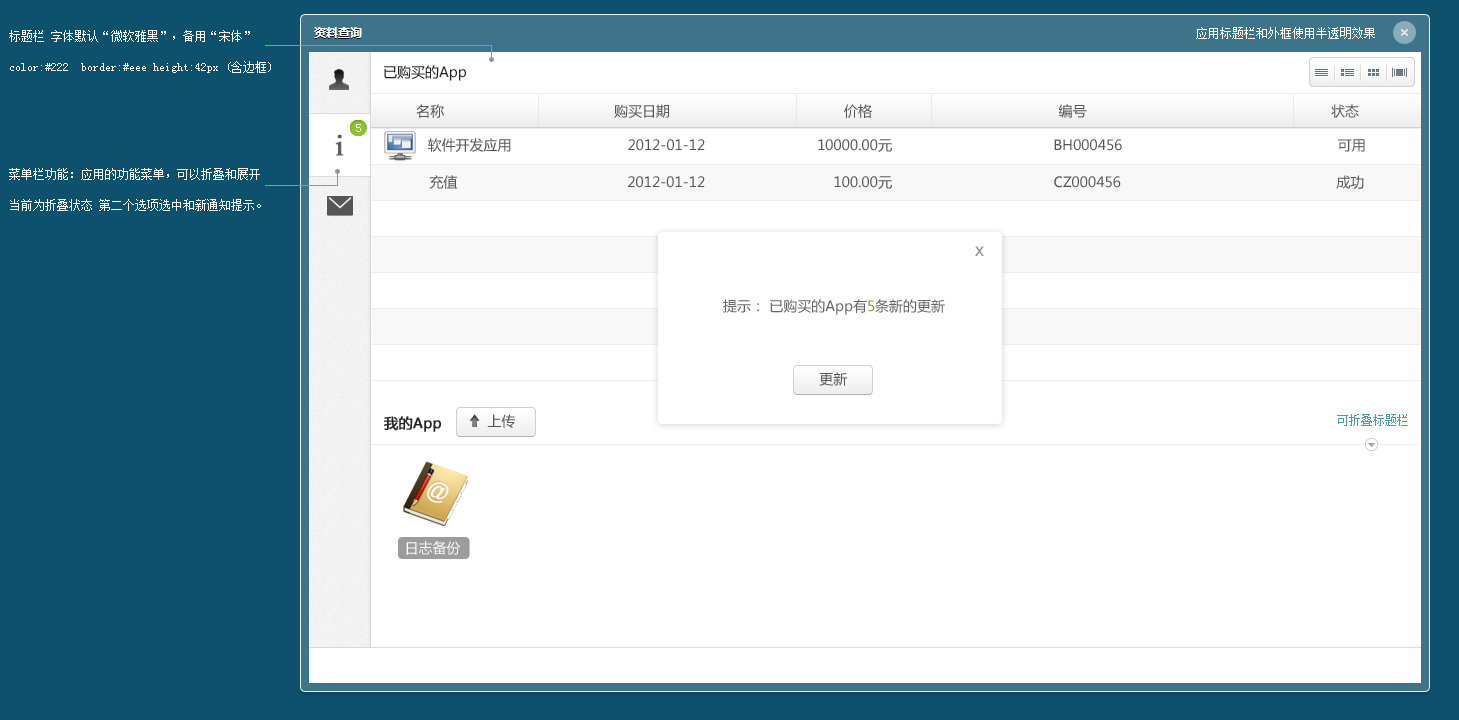 标题栏 字体默认“微软雅黑”，备用“宋体”
color:#222 border:#eee height:42px (含边框)
菜单栏功能：应用的功能菜单，可以折叠和展开
当前为折叠状态 第二个选项选中和新通知提示。
资料查询
应用标题栏和外框使用半透明效果
×
已购买的App
5
名称 购买日期 价格 编号 状态
软件开发应用 2012-01-12 10000.00元 BH000456 可用
充值 2012-01-12 100.00元 CZ000456 成功
X
提示： 已购买的App有5条新的更新
更新
我的App 上传 可折叠标题栏
日志备份